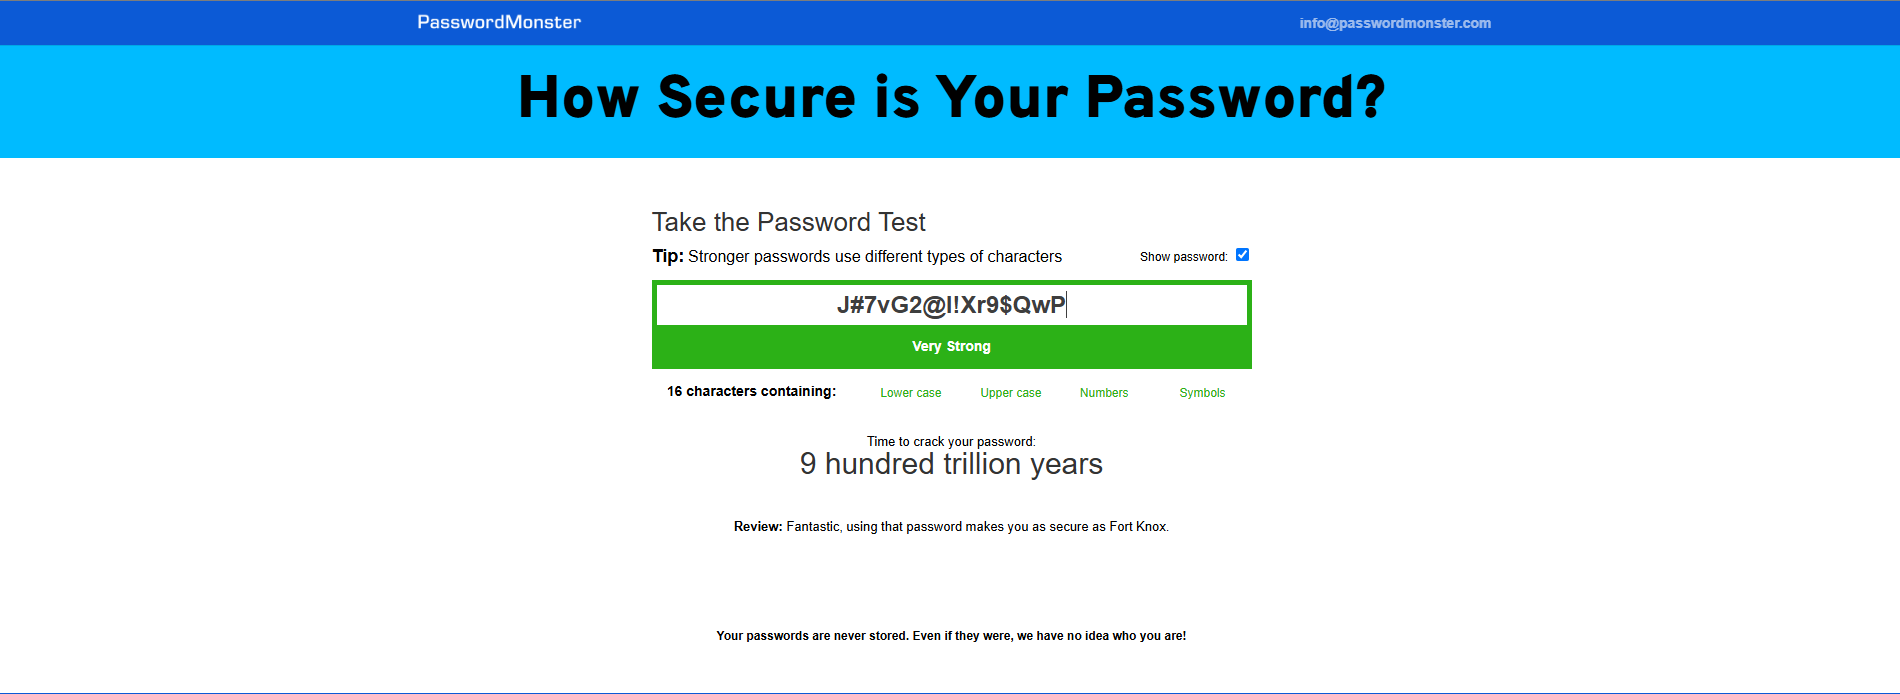 PasswordMonster
info@passwordmonster.com
How Secure is Your Password?
Take the Password Test
Tip: Stronger passwords use different types of characters
Show password:
J#7vG2@l!Xr9$QwP
Very Strong
16 characters containing:
Lower case
Upper case
Numbers
Symbols
Time to crack your password:
9 hundred trillion years
Review: Fantastic, using that password makes you as secure as Fort Knox.
Your passwords are never stored. Even if they were, we have no idea who you are!